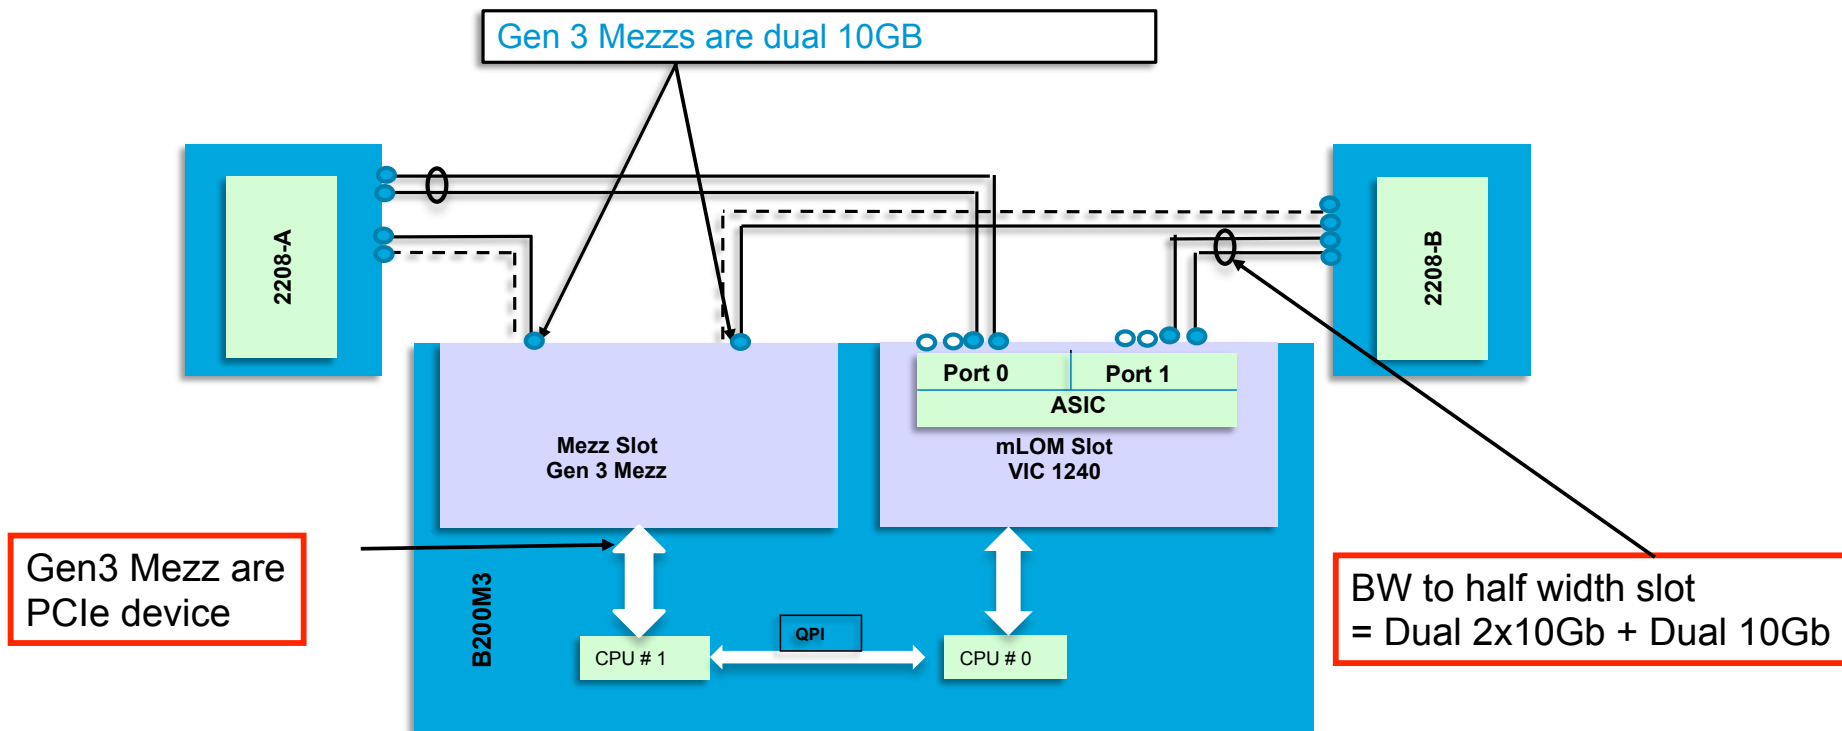 Gen 3 Mezzs are dual 10GB
2208-A
2208-B
Port 0
Port 1
ASIC
Mezz Slot
Gen 3 Mezz
mLOM Slot
VIC 1240
Gen3 Mezz are
PCIe device
B200M3
QPI
CPU # 1
CPU # 0
BW to half width slot
= Dual 2x10Gb + Dual 10Gb